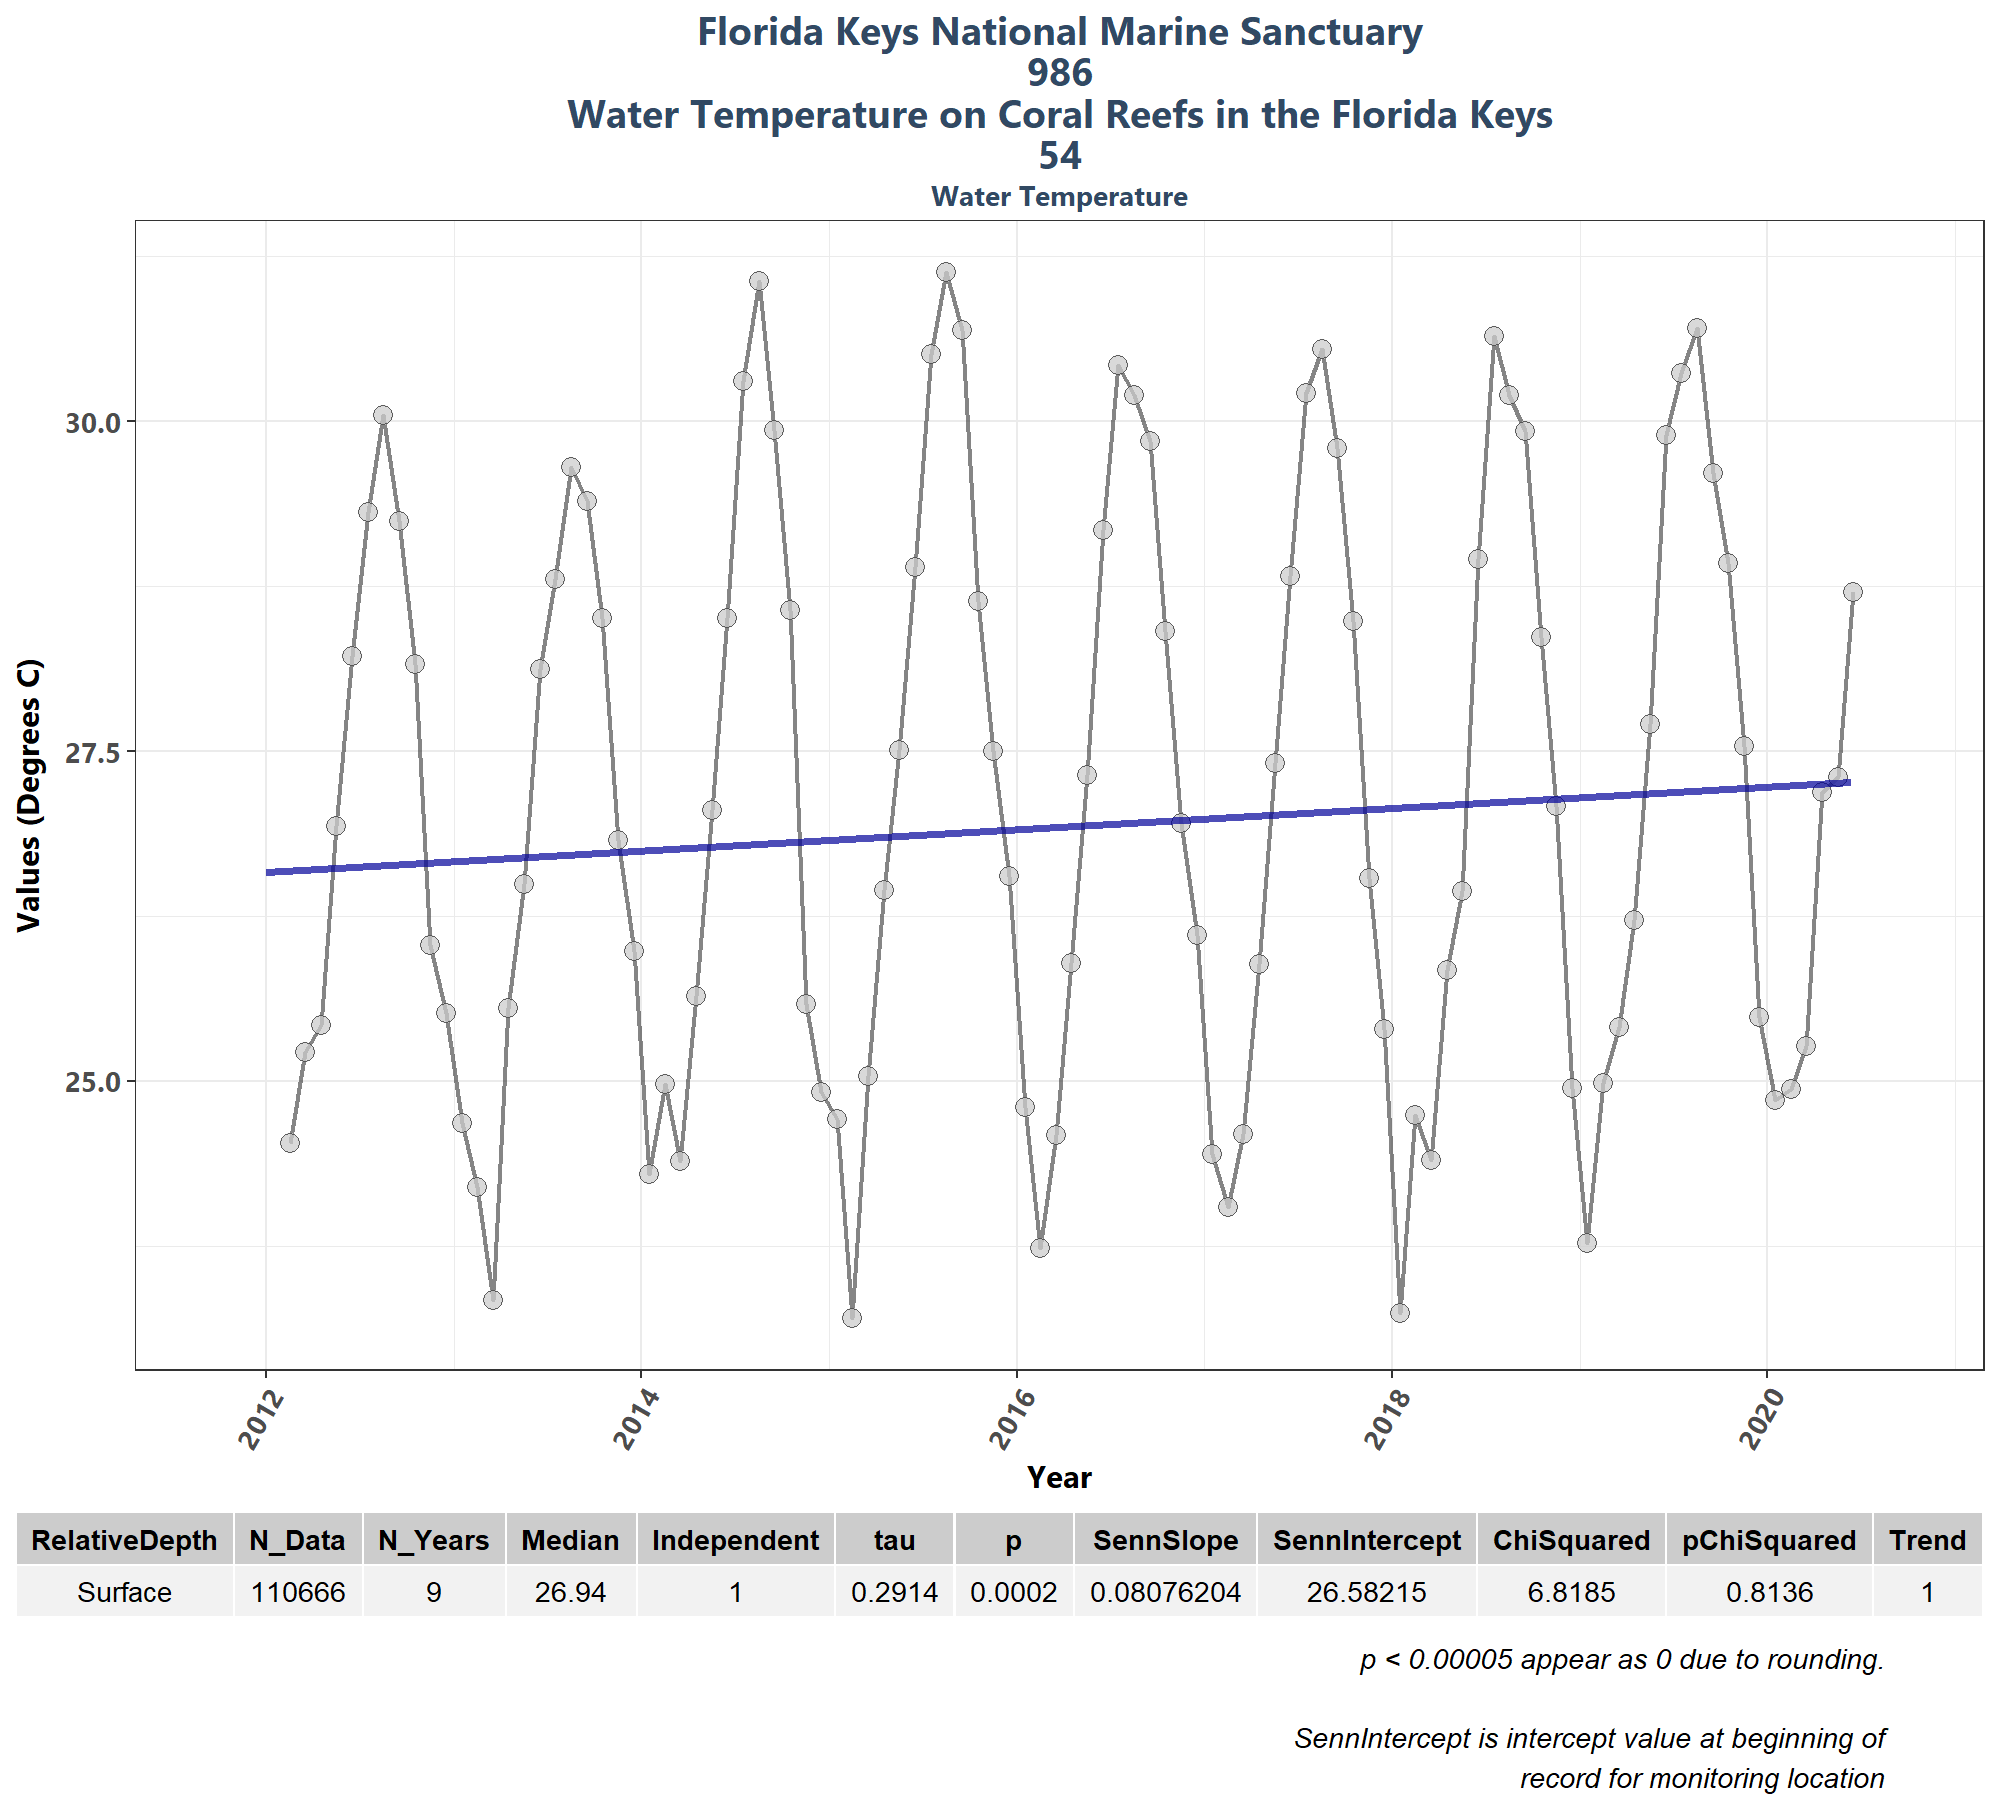 Florida Keys National Marine Sanctuary
986
Water Temperature on Coral Reefs in the Florida Keys
54
Water Temperature
Values (Degrees C)
30.0
27.5
25.0
2012 2014 2016 2018 2020
Year
RelativeDepth N_Data N_Years Median Independent tau p SennSlope SennIntercept ChiSquared pChiSquared Trend
Surface 110666 9 26.94 1 0.2914 0.0002 0.08076204 26.58215 6.8185 0.8136 1
p < 0.00005 appear as 0 due to rounding.
SennIntercept is intercept value at beginning of
record for monitoring location